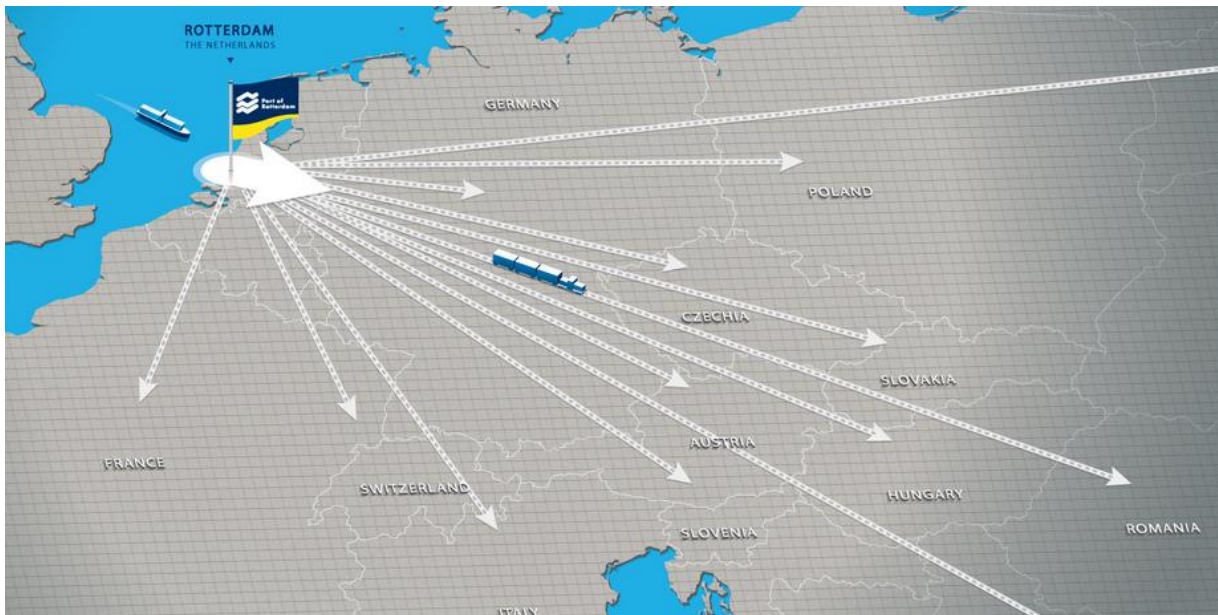 ROTTERDAM
THE NETHERLANDS
Port of
Rotterdam
GERMANY
POLAND
CZECHIA
SLOVAKIA
AUSTRIA
FRANCE
SWITZERLAND
HUNGARY
ROMANIA
SLOVENIA
ITALY